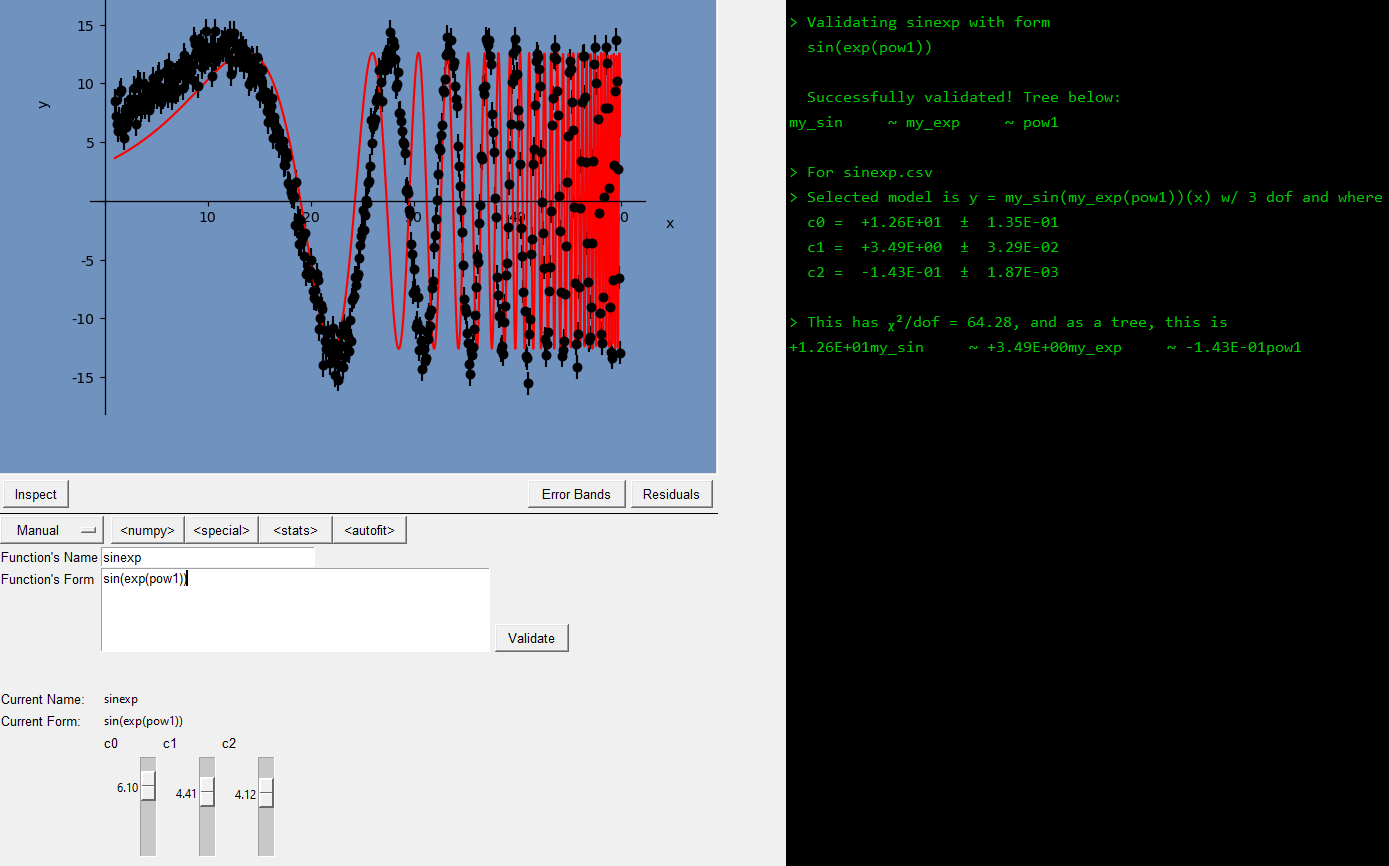 15
10
5
-5
-10
-15
y
10
20
30
40
x
Inspect
Error Bands
Residuals
Manual
<numpy>
<special>
<stats>
<autofit>
Function's Name
sinexp
Function's Form
sin(exp(pow1))
Validate
Current Name:
sinexp
Current Form:
sin(exp(pow1))
c0
c1
c2
6.10
4.41
4.12
> Validating sinexp with form
sin(exp(pow1))
Successfully validated! Tree below:
my_sin ~ my_exp ~ pow1
> For sinexp.csv
> Selected model is y = my_sin(my_exp(pow1))(x) w/ 3 dof and where
c0 = +1.26E+01 ± 1.35E-01
c1 = +3.49E+00 ± 3.29E-02
c2 = -1.43E-01 ± 1.87E-03
> This has χ²/dof = 64.28, and as a tree, this is
+1.26E+01my_sin ~ +3.49E+00my_exp ~ -1.43E-01pow1